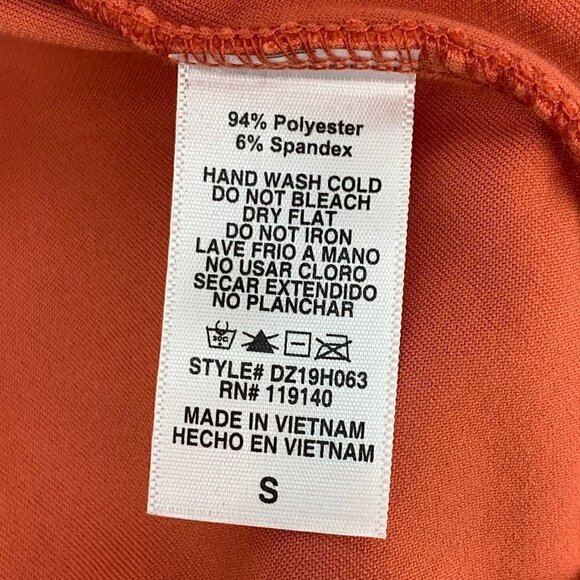 94% Polyester
6% Spandex
HAND WASH COLD
DO NOT BLEACH
DRY FLAT
DO NOT IRON
LAVE FRIO A MANO
NO USAR CLORO
SECAR EXTENDIDO
NO PLANCHAR
30C
STYLE# DZ19H063
RN# 119140
MADE IN VIETNAM
HECHO EN VIETNAM
S